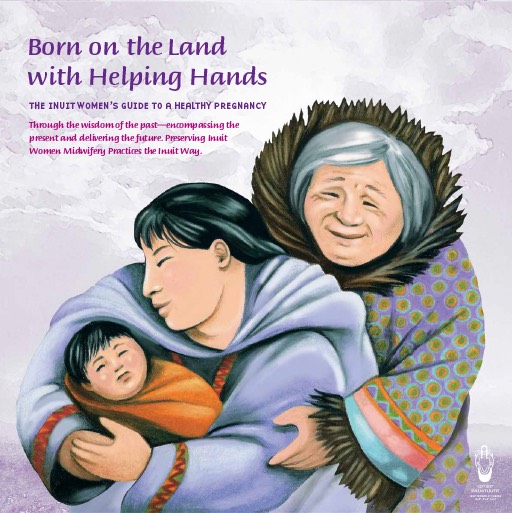 Born on the Land
with Helping Hands
THE INUIT WOMEN'S GUIDE TO A HEALTHY PREGNANCY
Through the wisdom of the past—encompassing the
present and delivering the future. Preserving Inuit
Women Midwifery Practices the Inuit Way.